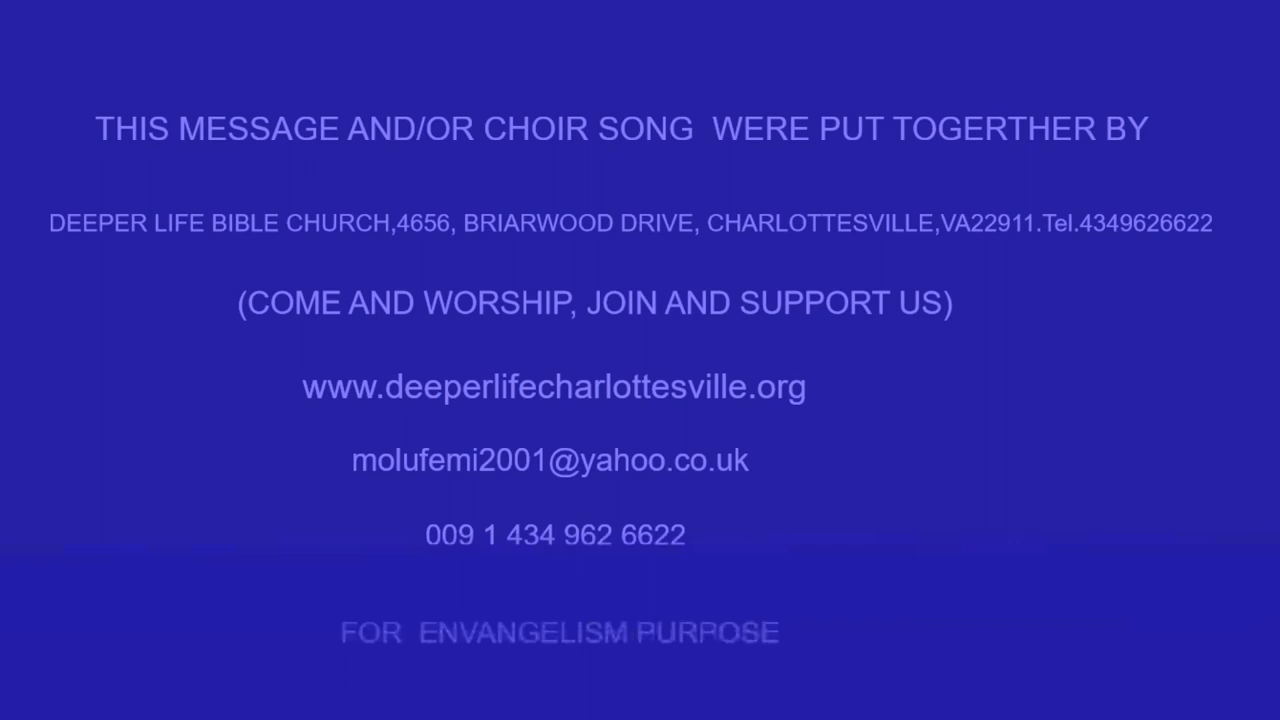 THIS MESSAGE AND/OR CHOIR SONG  WERE PUT TOGERTHER BY
DEEPER LIFE BIBLE CHURCH,4656, BRIARWOOD DRIVE, CHARLOTTESVILLE,VA22911.Tel.4349626622
(COME AND WORSHIP, JOIN AND SUPPORT US)
www.deeperlifecharlottesville.org
molufemi2001@yahoo.co.uk
009 1 434 962 6622
FOR  ENVANGELISM PURPOSE